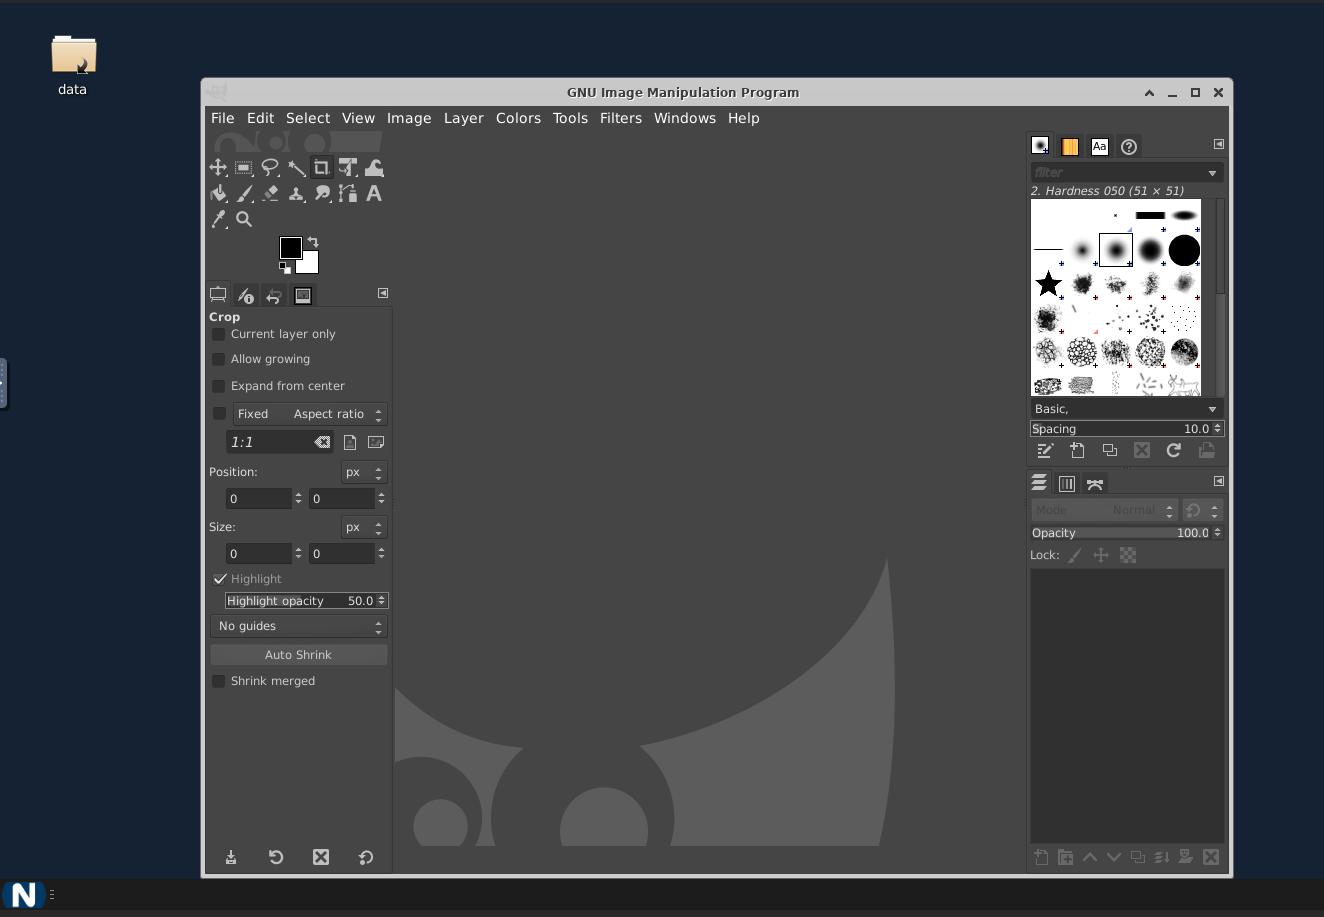 data
GNU Image Manipulation Program
File Edit Select View Image Layer Colors Tools Filters Windows Help
Aa
filter
2. Hardness 050 (51 × 51)
Basic,
Spacing 10.0
Mode Normal
Opacity 100.0
Lock:
Crop
Current layer only
Allow growing
Expand from center
Fixed Aspect ratio
1:1
Position: px
0 0
Size: px
0 0
Highlight
Highlight opacity 50.0
No guides
Auto Shrink
Shrink merged
N